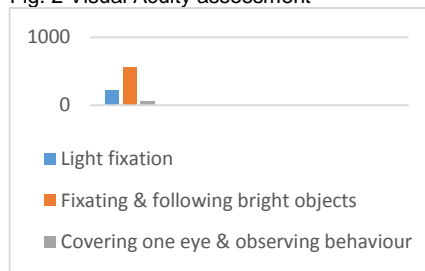 Fig. 2 Visual Acuity assessment
1000
0
Light fixation
Fixating & following bright objects
Covering one eye & observing behaviour